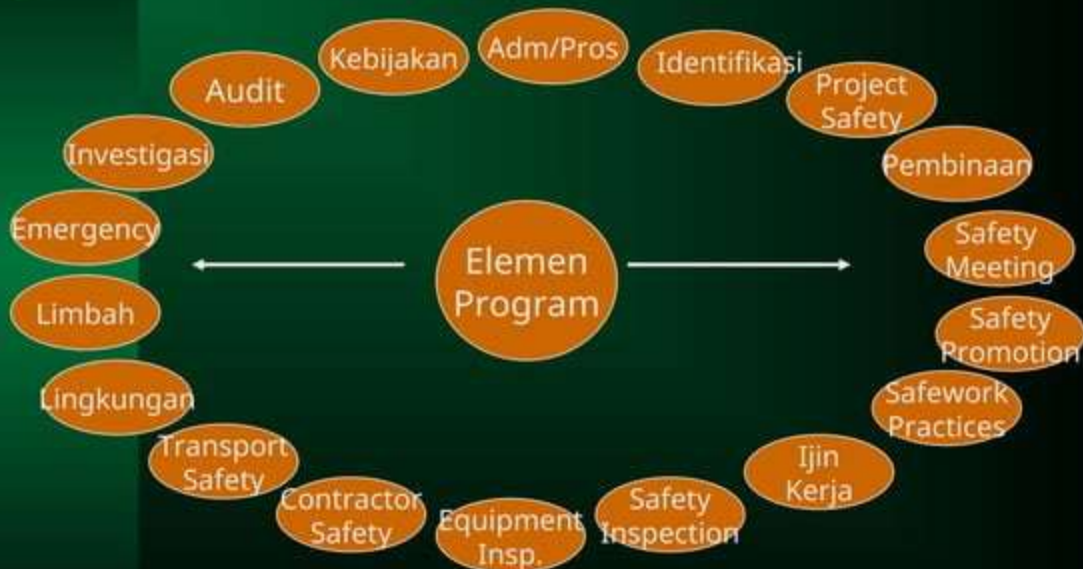 Adm/Pros
Kebijakan
Identifikasi
Audit
Project
Safety
Investigasi
Pembinaan
Emergency
Safety
Meeting
Elemen
Program
Limbah
Safety
Promotion
Lingkungan
Safework
Practices
Transport
Safety
Ijin
Kerja
Contractor
Safety
Equipment
Insp.
Safety
Inspection